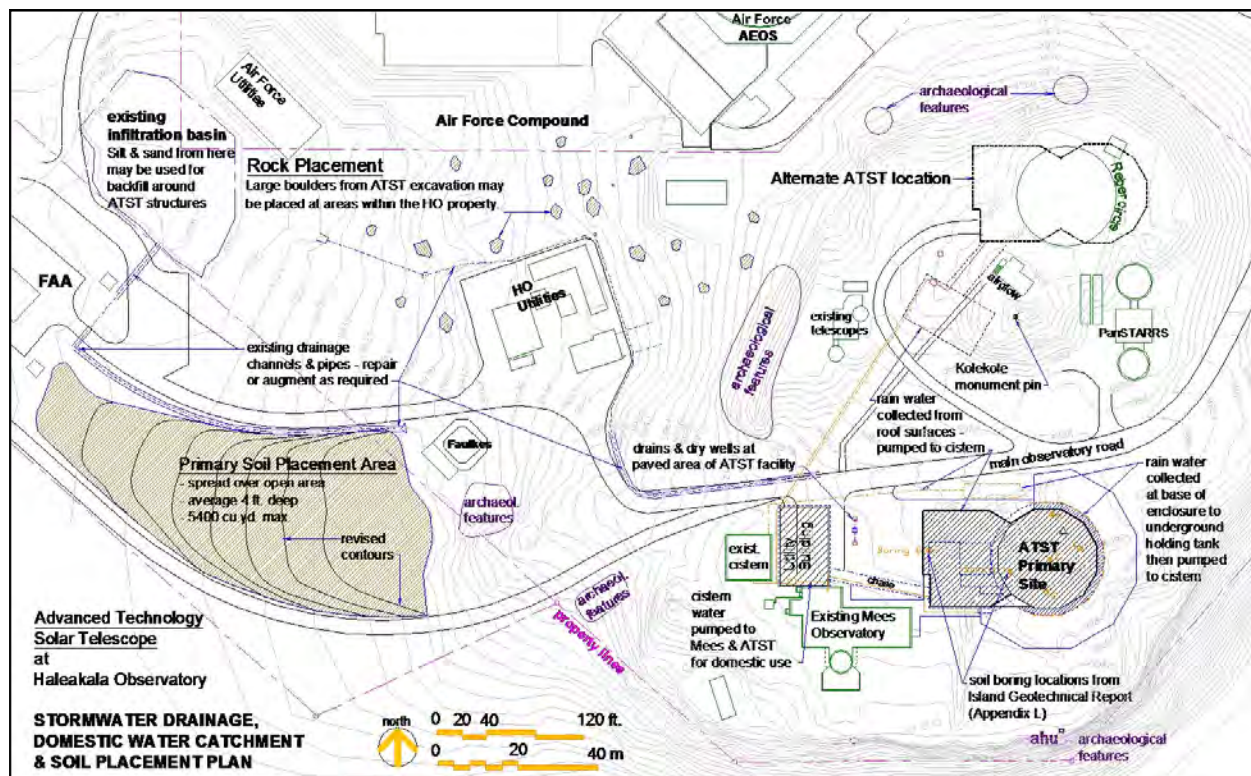 Air Force
AEOS
Air Force
Utilities
archaeological
features
existing
infiltration basin
Silt & sand from here
may be used for
backfill around
ATST structures
Air Force Compound
Rock Placement
Large boulders from ATST excavation may
be placed at areas within the HO property.
Alternate ATST location
Reber Circle
FAA
HO
Utilities
airglow
existing
telescopes
PanSTARRS
archaeological
features
Kolekole
monument pin
existing drainage
channels & pipes - repair
or augment as required
rain water
collected from
roof surfaces -
pumped to cistern
Faulkes
drains & dry wells at
paved area of ATST facility
main observatory road
rain water
collected
at base of
enclosure to
underground
holding tank
then pumped
to cistern
Primary Soil Placement Area
- spread over open area
- average 4 ft. deep
- 5400 cu yd. max
archaeol.
features
revised
contours
exist.
cistern
ATST
Primary
Site
chase
archaeol.
features
property lines
cistern
water
pumped to
Mees & ATST
for domestic use
Existing Mees
Observatory
Advanced Technology
Solar Telescope
at
Haleakala Observatory
soil boring locations from
Island Geotechnical Report
(Appendix L)
STORMWATER DRAINAGE,
DOMESTIC WATER CATCHMENT
& SOIL PLACEMENT PLAN
north
0 20 40 120 ft.
0 20 40 m
ahu
archaeological
features